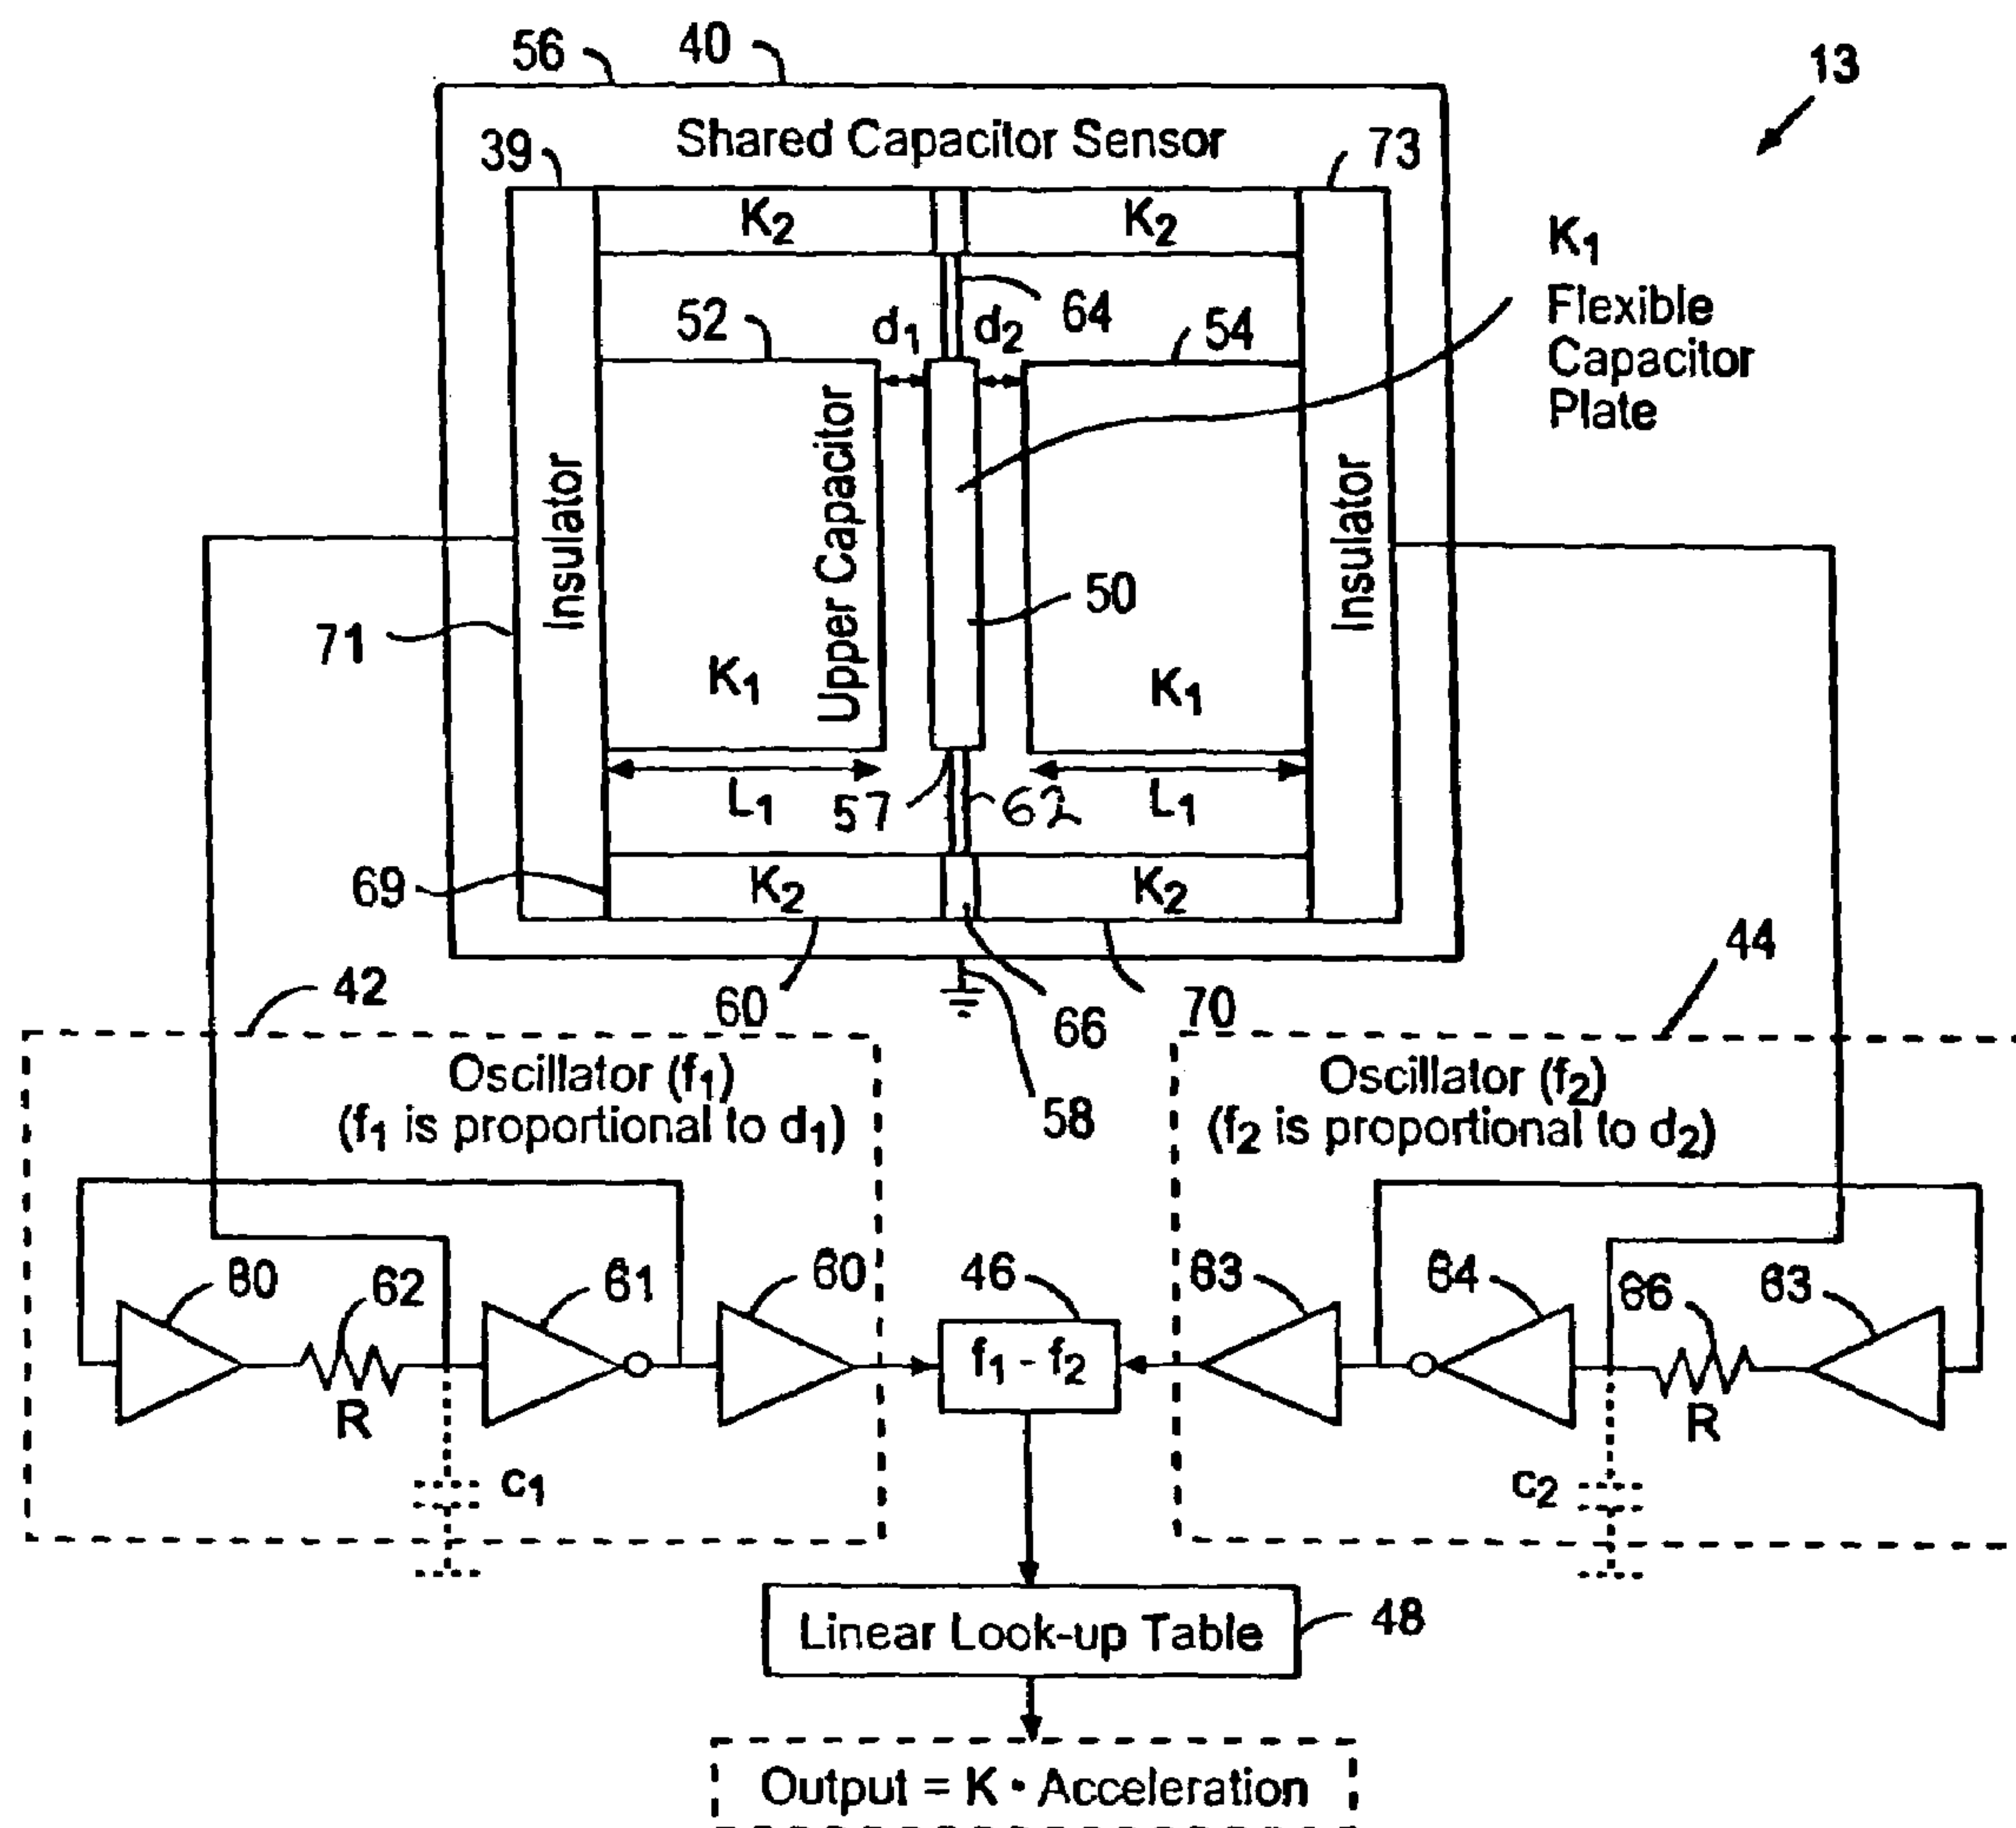 56 40
13
Shared Capacitor Sensor
39 73
K2 K2
K1
Flexible
Capacitor
Plate
52 d1 d2 64 54
Insulator
Upper Capacitor
Insulator
50
71
K1 K1
L1 57 62 L1
69 K2 K2
44
42 60 66 70
58
Oscillator (f1)
(f1 is proportional to d1)
Oscillator (f2)
(f2 is proportional to d2)
60 62 61 60 46 63 64 66 63
f1 - f2
R R
c1 c2
Linear Look-up Table 48
Output = K • Acceleration